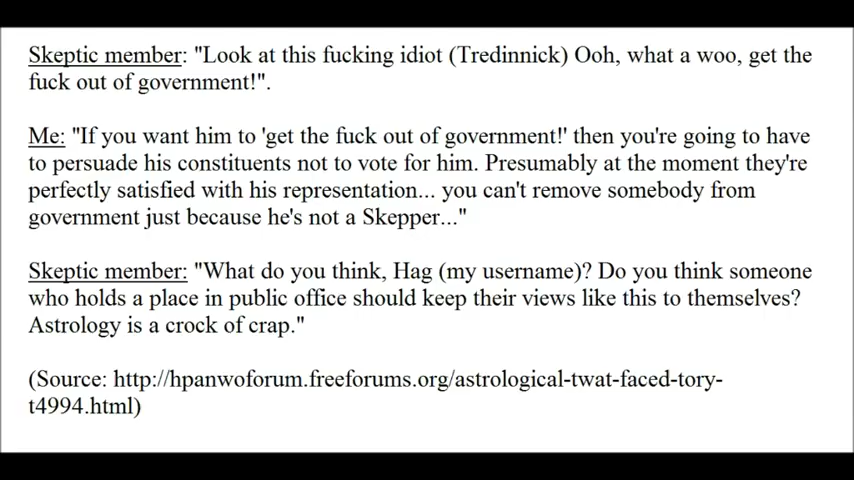 Skeptic member: "Look at this fucking idiot (Tredinnick) Ooh, what a woo, get the
fuck out of government!".
Me: "If you want him to 'get the fuck out of government!' then you're going to have
to persuade his constituents not to vote for him. Presumably at the moment they're
perfectly satisfied with his representation... you can't remove somebody from
government just because he's not a Skepper..."
Skeptic member: "What do you think, Hag (my username)? Do you think someone
who holds a place in public office should keep their views like this to themselves?
Astrology is a crock of crap."
(Source: http://hpanwoforum.freeforums.org/astrological-twat-faced-tory-
t4994.html)